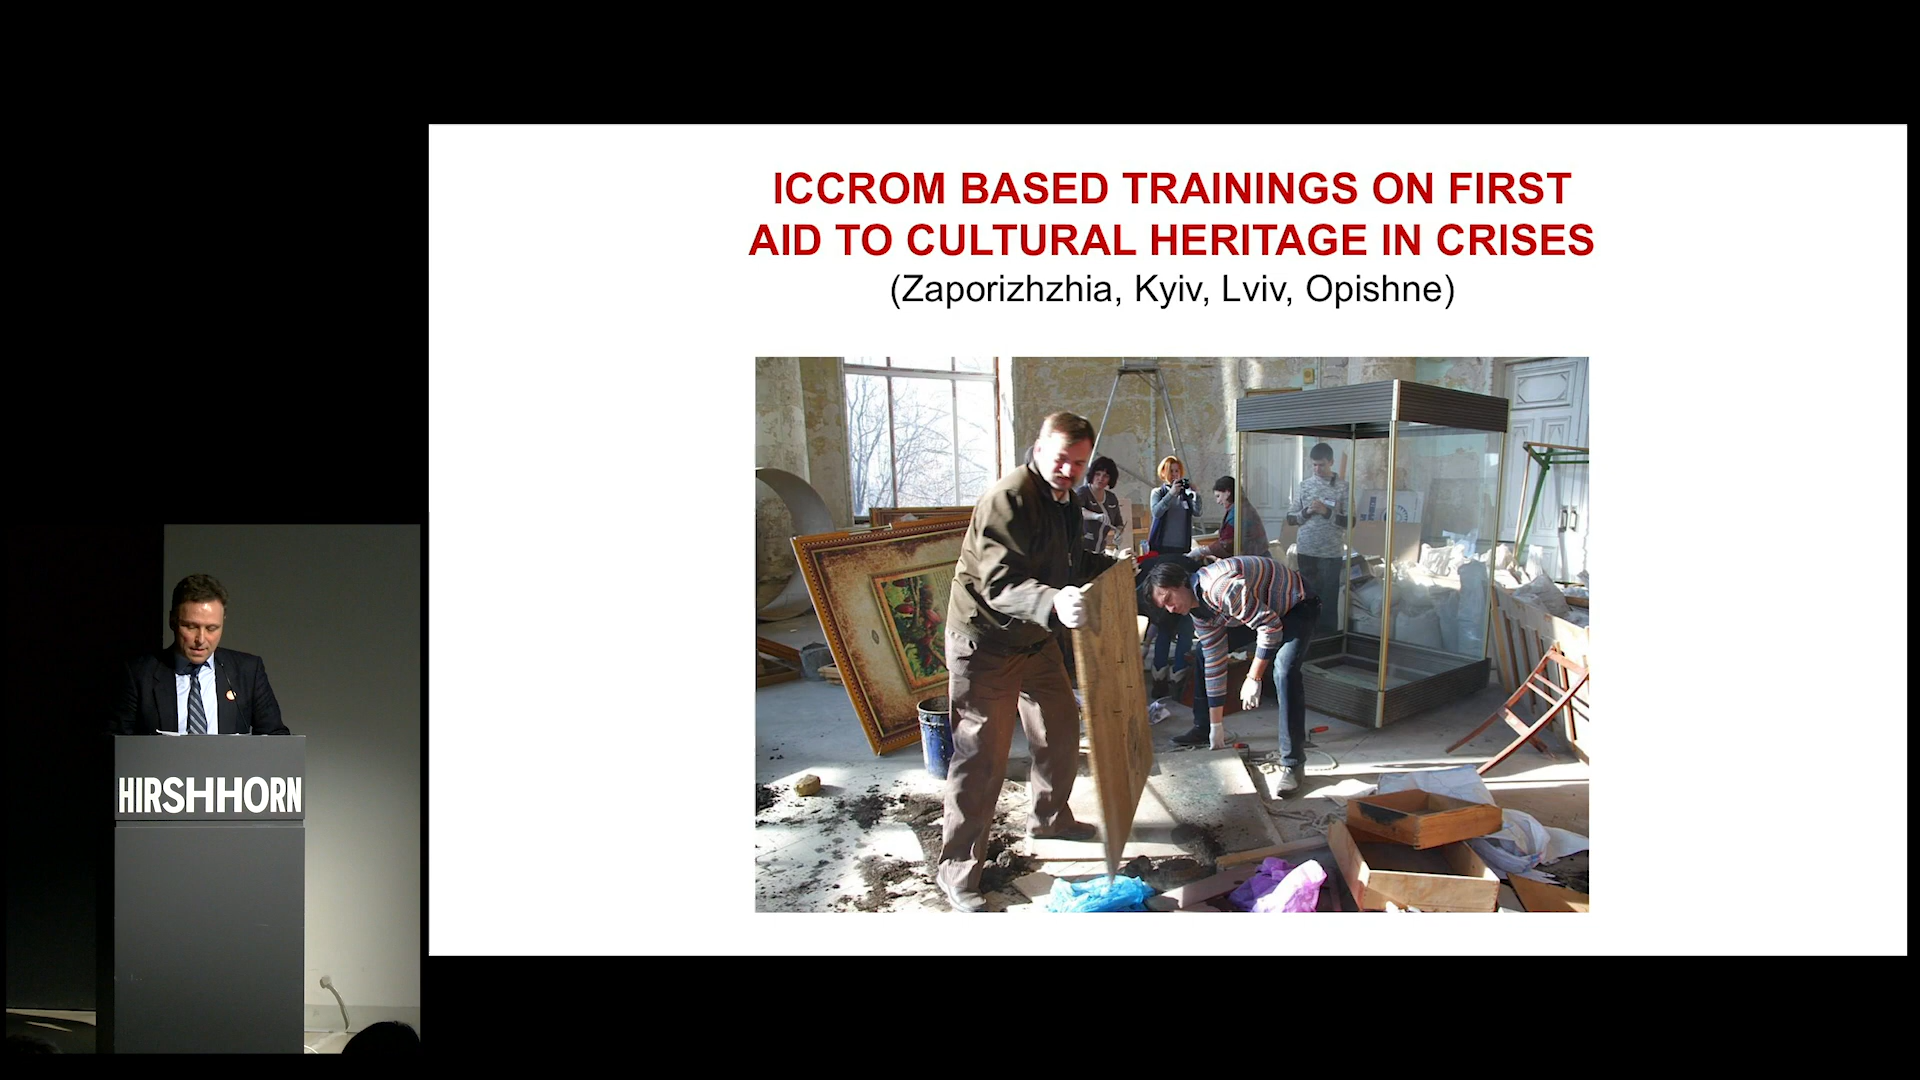 ICCROM BASED TRAININGS ON FIRST
AID TO CULTURAL HERITAGE IN CRISES
(Zaporizhzhia, Kyiv, Lviv, Opishne)
HIRSHHORN